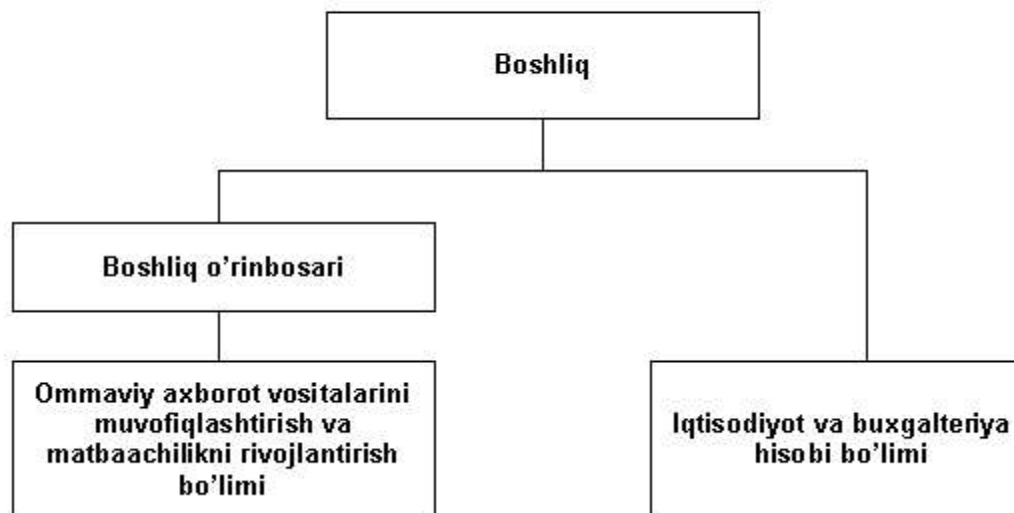 Boshliq
Boshliq o’rinbosari
Ommaviy axborot vositalarini
muvofiqlashtirish va
matbaachilikni rivojlantirish
bo’limi
Iqtisodiyot va buxgalteriya
hisobi bo’limi